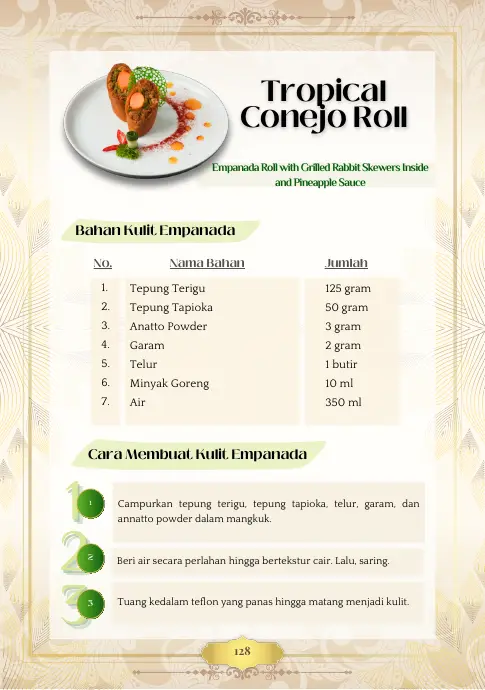 Tropical
Conejo Roll
Empanada Roll with Grilled Rabbit Skewers Inside
and Pineapple Sauce
Bahan Kulit Empanada
No. Nama Bahan Jumlah
1. Tepung Terigu 125 gram
2. Tepung Tapioka 50 gram
3. Anatto Powder 3 gram
4. Garam 2 gram
5. Telur 1 butir
6. Minyak Goreng 10 ml
7. Air 350 ml
Cara Membuat Kulit Empanada
1 Campurkan tepung terigu, tepung tapioka, telur, garam, dan
annatto powder dalam mangkuk.
2 Beri air secara perlahan hingga bertekstur cair. Lalu, saring.
3 Tuang kedalam teflon yang panas hingga matang menjadi kulit.
128